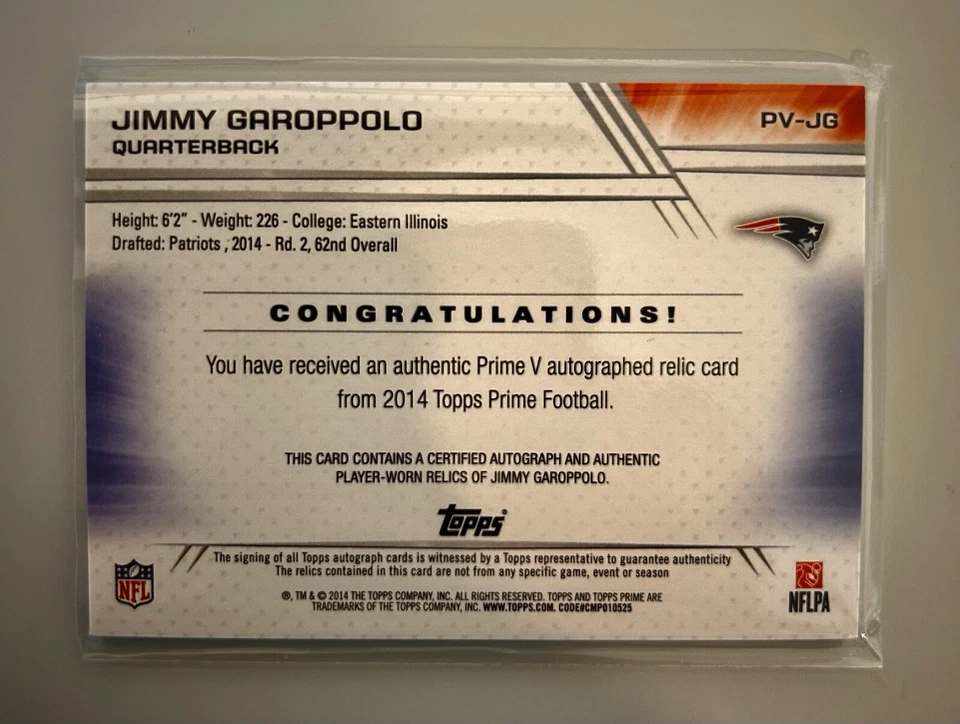 JIMMY GAROPPOLO
QUARTERBACK
PV-JG
Height: 6'2" - Weight: 226 - College: Eastern Illinois
Drafted: Patriots , 2014 - Rd. 2, 62nd Overall
CONGRATULATIONS!
You have received an authentic Prime V autographed relic card
from 2014 Topps Prime Football.
THIS CARD CONTAINS A CERTIFIED AUTOGRAPH AND AUTHENTIC
PLAYER-WORN RELICS OF JIMMY GAROPPOLO.
topps
The signing of all Topps autograph cards is witnessed by a Topps representative to guarantee authenticity
The relics contained in this card are not from any specific game, event or season
®, TM & © 2014 THE TOPPS COMPANY, INC. ALL RIGHTS RESERVED. TOPPS AND TOPPS PRIME ARE
TRADEMARKS OF THE TOPPS COMPANY, INC. WWW.TOPPS.COM. CODE#CMP010525
NFL
NFLPA